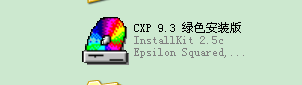 CXP 9.3 绿色安装版
InstallKit 2.5c
Epsilon Squared,...